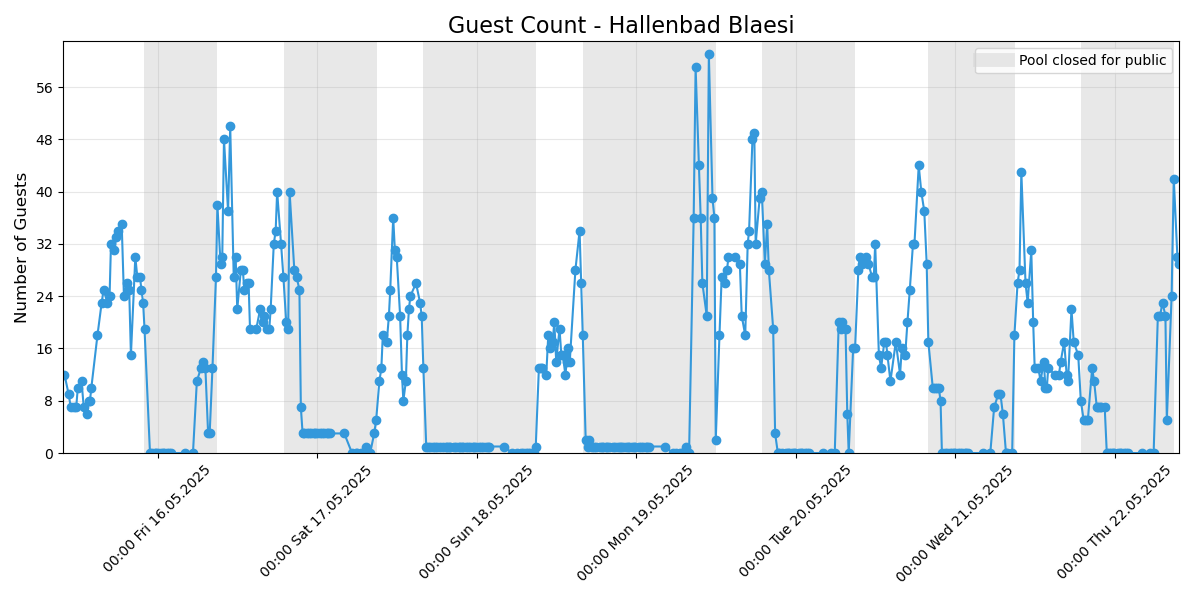 Guest Count - Hallenbad Blaesi
Pool closed for public
Number of Guests
56
48
40
32
24
16
8
0
00:00 Fri 16.05.2025
00:00 Sat 17.05.2025
00:00 Sun 18.05.2025
00:00 Mon 19.05.2025
00:00 Tue 20.05.2025
00:00 Wed 21.05.2025
00:00 Thu 22.05.2025